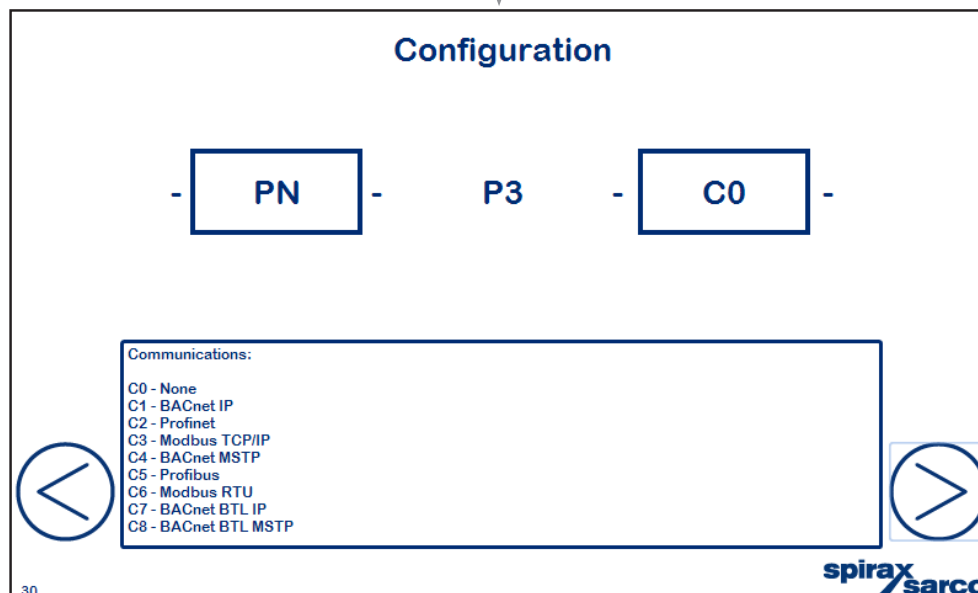 Configuration
- PN - P3 - C0 -
Communications:
C0 - None
C1 - BACnet IP
C2 - Profinet
C3 - Modbus TCP/IP
C4 - BACnet MSTP
C5 - Profibus
C6 - Modbus RTU
C7 - BACnet BTL IP
C8 - BACnet BTL MSTP
30
spirax
sarco